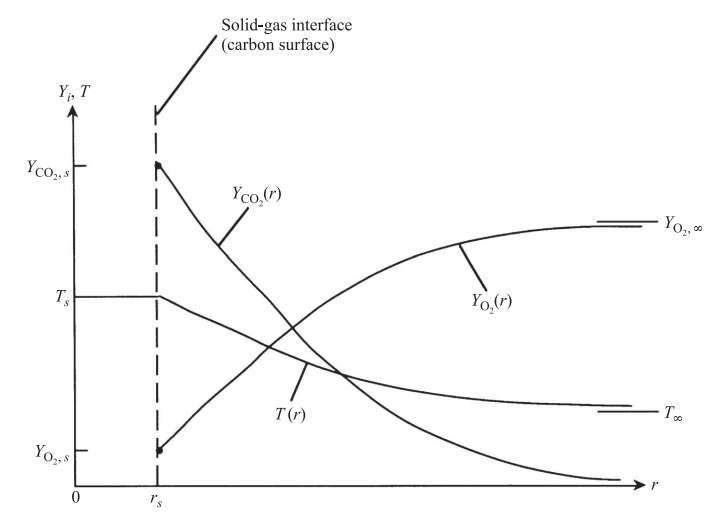 Solid-gas interface
(carbon surface)
Y_i, T
Y_CO₂, s
Y_CO₂(r)
Y_O₂, ∞
T_s
Y_O₂(r)
T(r)
T_∞
Y_O₂, s
0
r_s
r